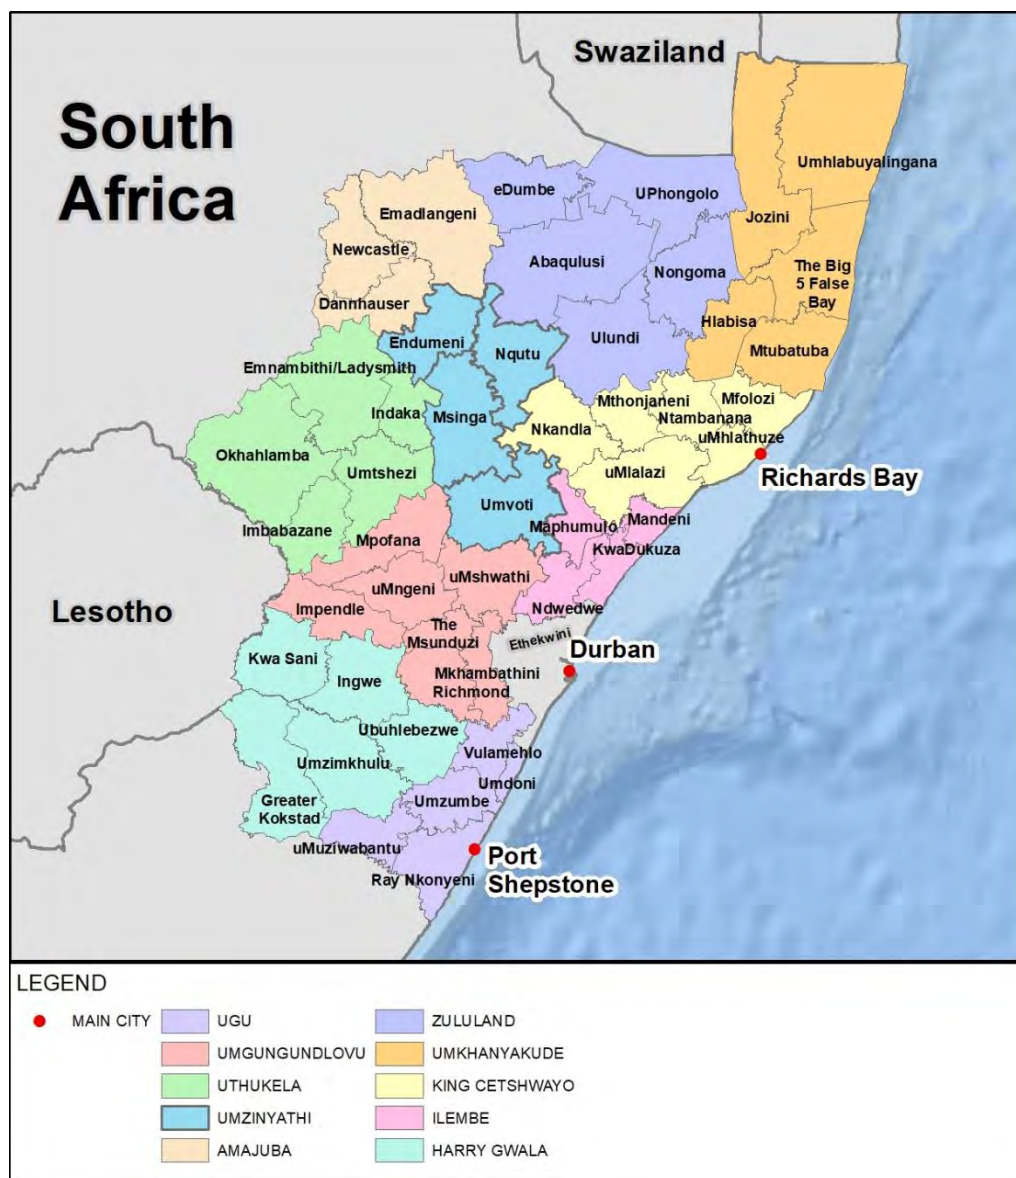 Swaziland
South
Africa
Umhlabuyalingana
eDumbe
UPhongolo
Emadlangeni
Jozini
Newcastle
Abaqulusi
Nongoma
The Big
5 False
Bay
Dannhauser
Hlabisa
Endumeni
Nqutu
Ulundi
Mtubatuba
Emnambithi/Ladysmith
Mthonjaneni
Mfolozi
Indaka
Msinga
Ntambanana
Nkandla
uMhlathuze
Okhahlamba
Umtshezi
uMlalazi
Richards Bay
Umvoti
Imbabazane
Maphumulo
Mandeni
Mpofana
KwaDukuza
uMshwathi
uMngeni
Lesotho
Impendle
Ndwedwe
The
Msunduzi
Ethekwini
Durban
Kwa Sani
Mkhambathini
Ingwe
Richmond
Ubuhlebezwe
Vulamehlo
Umzimkhulu
Umdoni
Greater
Kokstad
Umzumbe
uMuziwabantu
Port
Shepstone
Ray Nkonyeni
LEGEND
MAIN CITY
UGU
ZULULAND
UMGUNGUNDLOVU
UMKHANYAKUDE
UTHUKELA
KING CETSHWAYO
UMZINYATHI
ILEMBE
AMAJUBA
HARRY GWALA